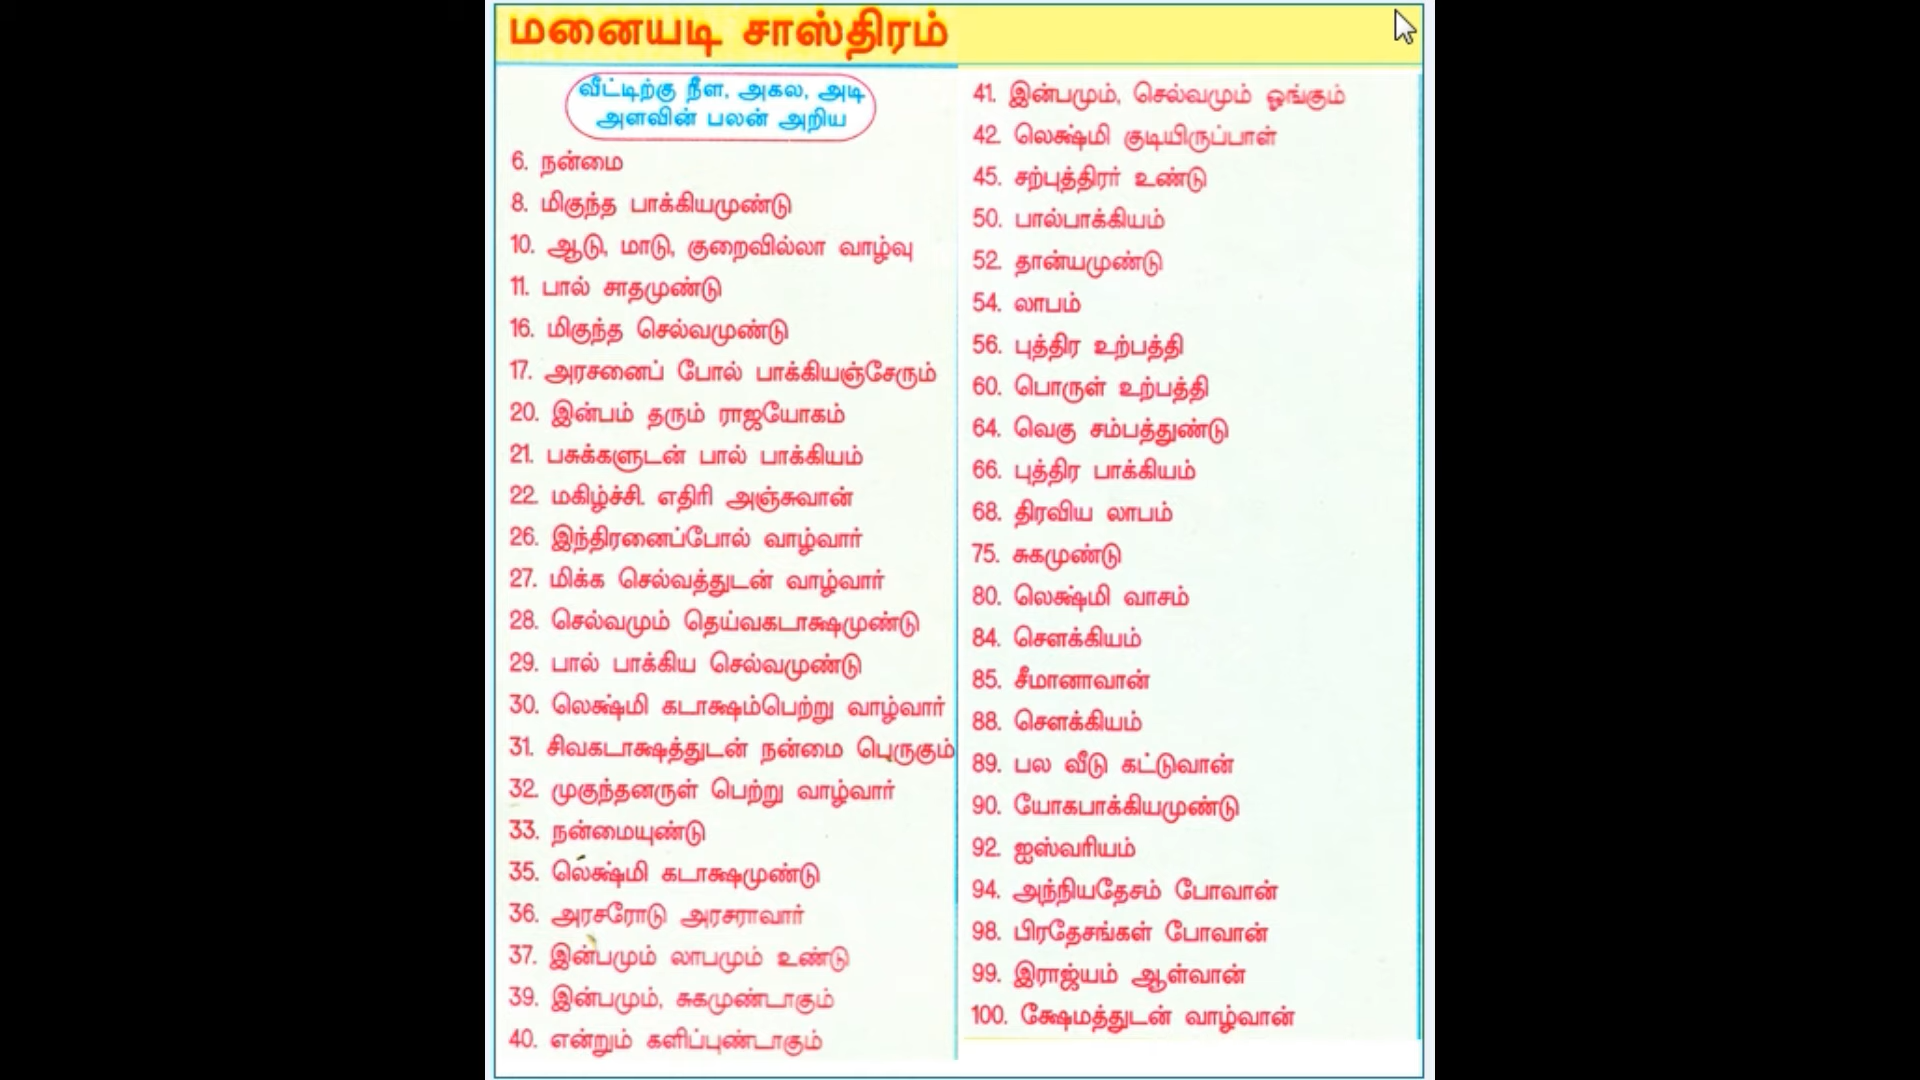 மனையடி சாஸ்திரம்
வீட்டிற்கு நீள, அகல, அடி
அளவின் பலன் அறிய
6. நன்மை
8. மிகுந்த பாக்கியமுண்டு
10. ஆடு, மாடு, குறைவில்லா வாழ்வு
11. பால் சாதமுண்டு
16. மிகுந்த செல்வமுண்டு
17. அரசனைப் போல் பாக்கியஞ்சேரும்
20. இன்பம் தரும் ராஜயோகம்
21. பசுக்களுடன் பால் பாக்கியம்
22. மகிழ்ச்சி. எதிரி அஞ்சுவான்
26. இந்திரனைப்போல் வாழ்வார்
27. மிக்க செல்வத்துடன் வாழ்வார்
28. செல்வமும் தெய்வகடாக்ஷமுண்டு
29. பால் பாக்கிய செல்வமுண்டு
30. லெக்ஷ்மி கடாக்ஷம்பெற்று வாழ்வார்
31. சிவகடாக்ஷத்துடன் நன்மை பெருகும்
32. முகுந்தனருள் பெற்று வாழ்வார்
33. நன்மையுண்டு
35. லெக்ஷ்மி கடாக்ஷமுண்டு
36. அரசரோடு அரசராவார்
37. இன்பமும் லாபமும் உண்டு
39. இன்பமும், சுகமுண்டாகும்
40. என்றும் களிப்புண்டாகும்
41. இன்பமும், செல்வமும் ஓங்கும்
42. லெக்ஷ்மி குடியிருப்பாள்
45. சற்புத்திரர் உண்டு
50. பால்பாக்கியம்
52. தான்யமுண்டு
54. லாபம்
56. புத்திர உற்பத்தி
60. பொருள் உற்பத்தி
64. வெகு சம்பத்துண்டு
66. புத்திர பாக்கியம்
68. திரவிய லாபம்
75. சுகமுண்டு
80. லெக்ஷ்மி வாசம்
84. சௌக்கியம்
85. சீமானாவான்
88. சௌக்கியம்
89. பல வீடு கட்டுவான்
90. யோகபாக்கியமுண்டு
92. ஐஸ்வரியம்
94. அந்நியதேசம் போவான்
98. பிரதேசங்கள் போவான்
99. இராஜ்யம் ஆள்வான்
100. க்ஷேமத்துடன் வாழ்வான்